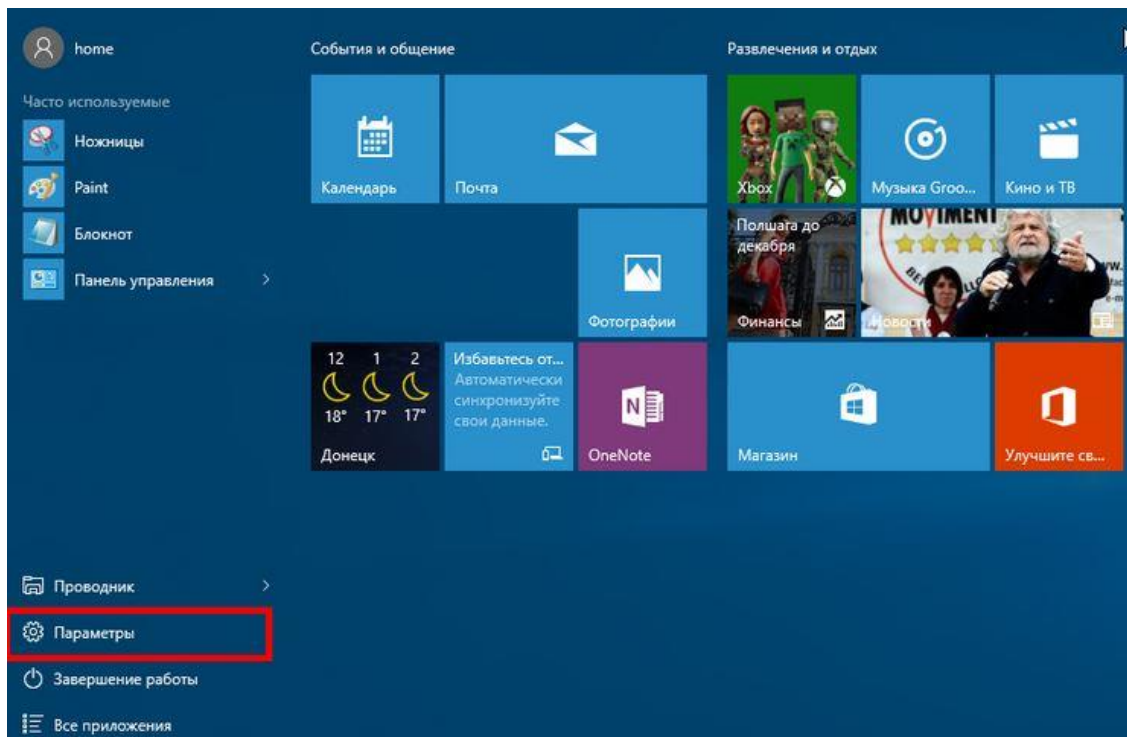 home
Часто используемые
Ножницы
Paint
Блокнот
Панель управления
Проводник
Параметры
Завершение работы
Все приложения
События и общение
Календарь
Почта
Фотографии
12 1 2
18° 17° 17°
Донецк
Избавьтесь от...
Автоматически
синхронизуйте
свои данные.
OneNote
Развлечения и отдых
Xbox
Музыка Groo...
Кино и ТВ
Полшага до
декабря
Финансы
MOVIMEN
Новости
Магазин
Улучшите св...